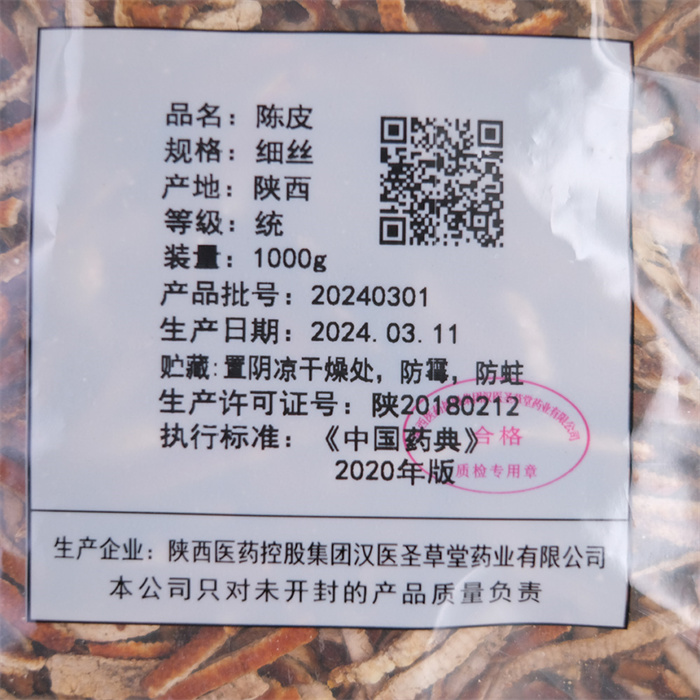 品名：陈皮
规格：细丝
产地：陕西
等级：统
装量：1000g
产品批号：20240301
生产日期：2024.03.11
贮藏:置阴凉干燥处，防霉，防蛀
生产许可证号：陕20180212
执行标准：《中国药典》
2020年版
合格
质检专用章
生产企业：陕西医药控股集团汉医圣草堂药业有限公司
本公司只对未开封的产品质量负责